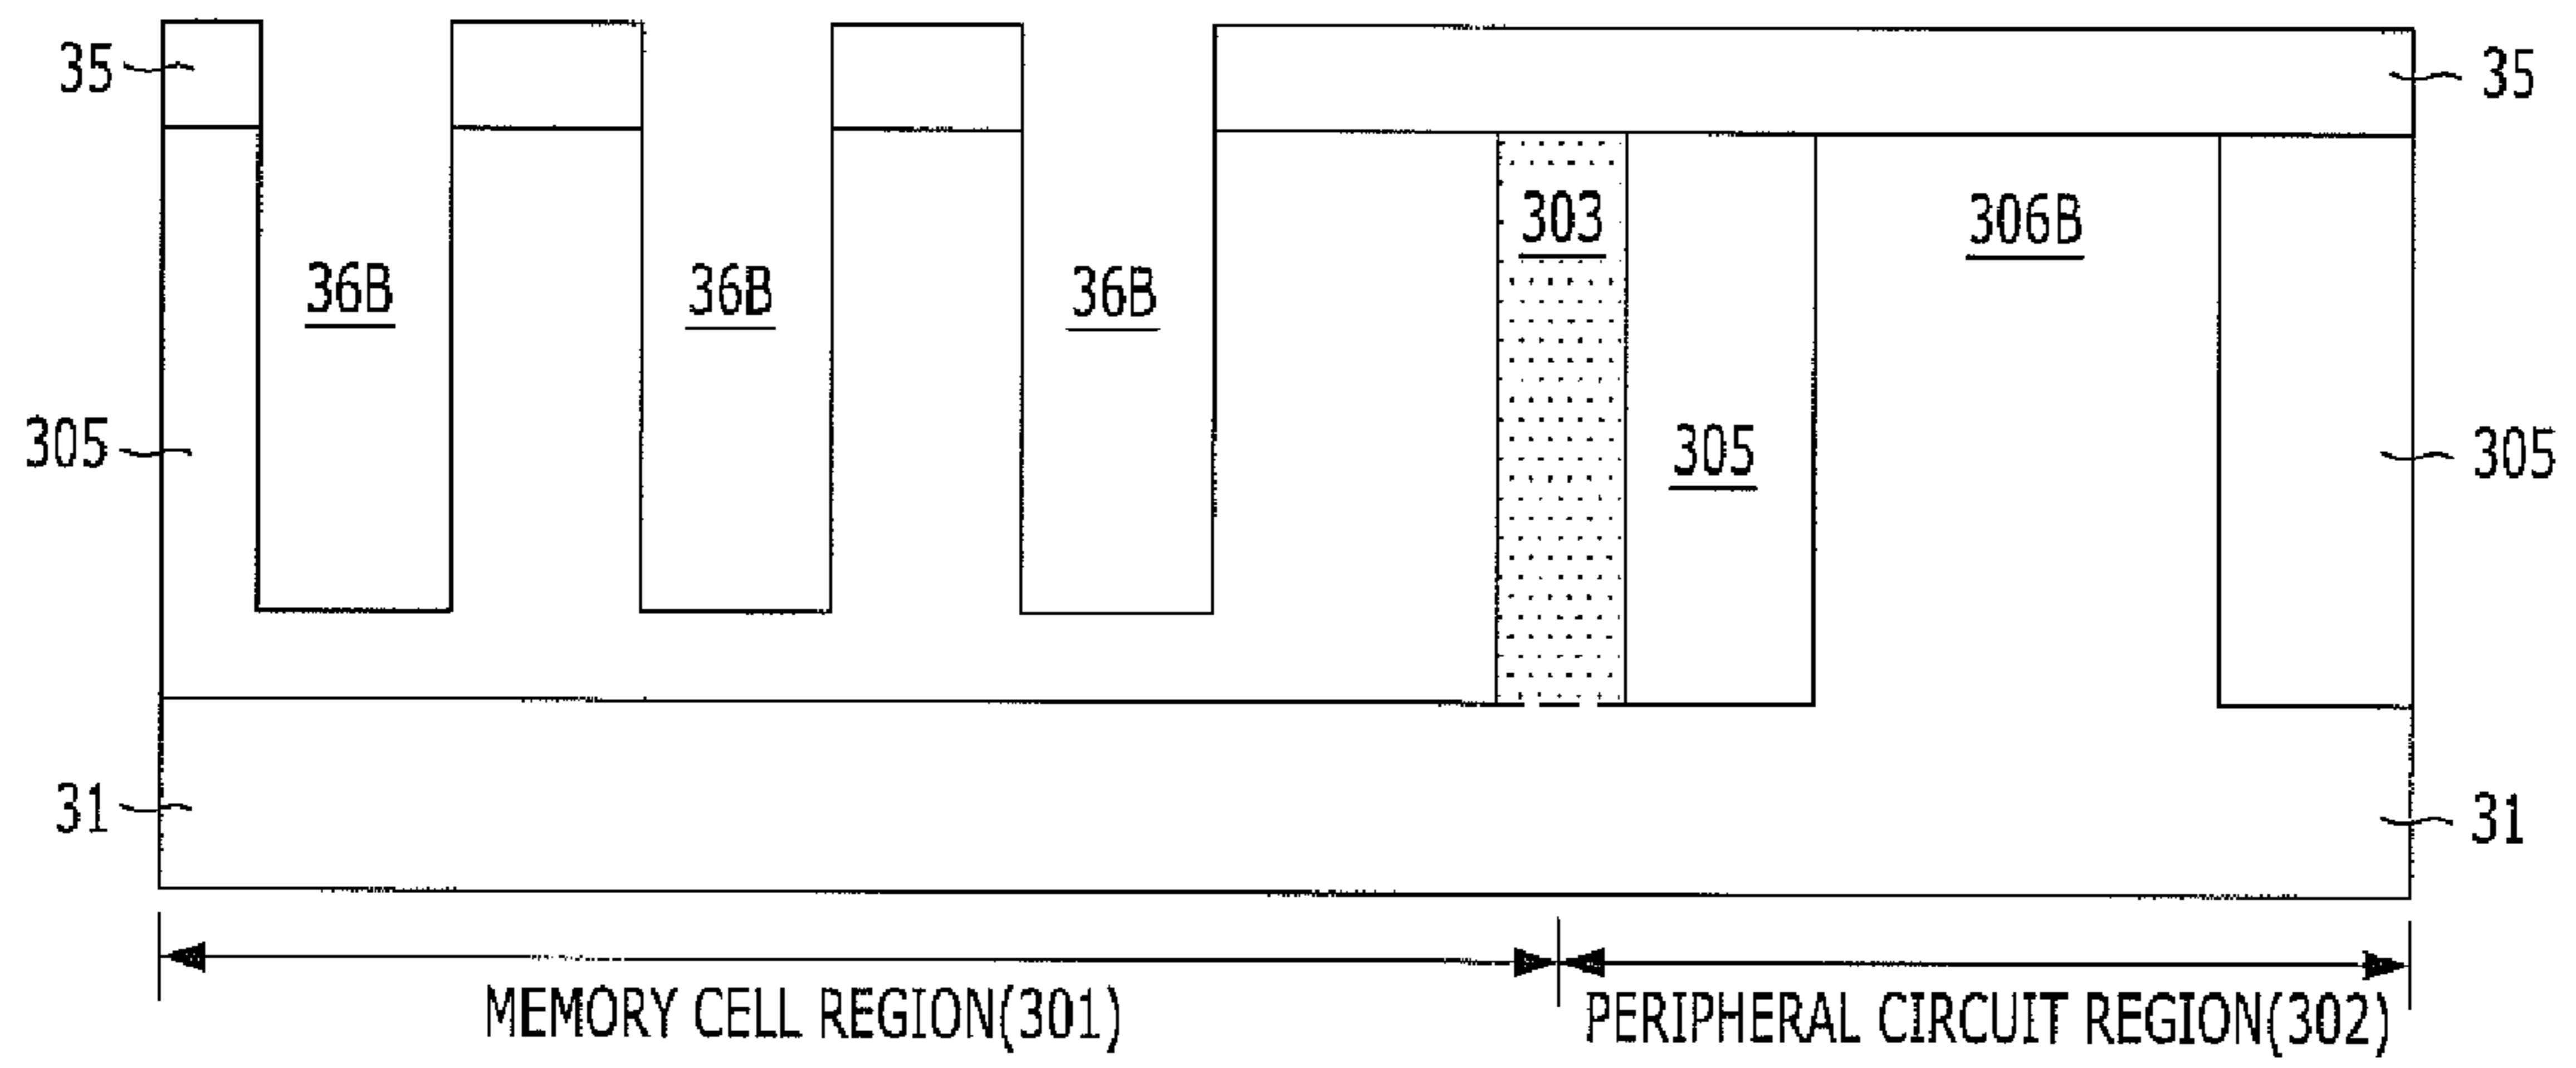 35
35
303
306B
36B
36B
36B
305
305
305
31
31
MEMORY CELL REGION(301)
PERIPHERAL CIRCUIT REGION(302)